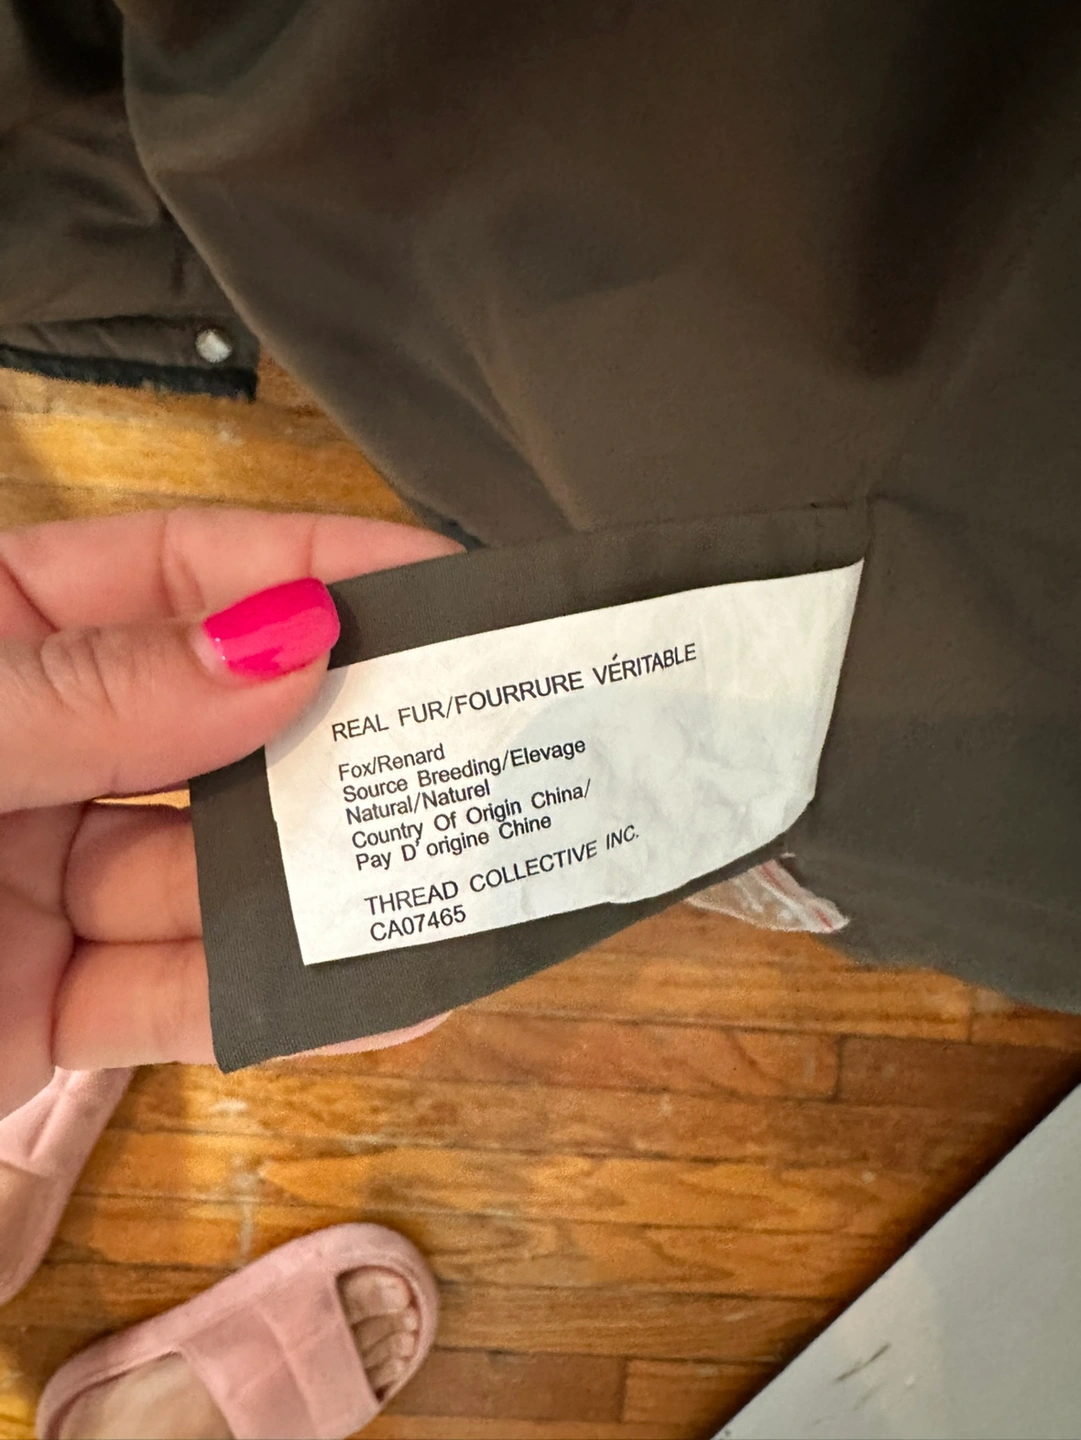 REAL FUR/FOURRURE VÉRITABLE
Fox/Renard
Source Breeding/Elevage
Natural/Naturel
Country Of Origin China/
Pay D' origine Chine
THREAD COLLECTIVE INC.
CA07465